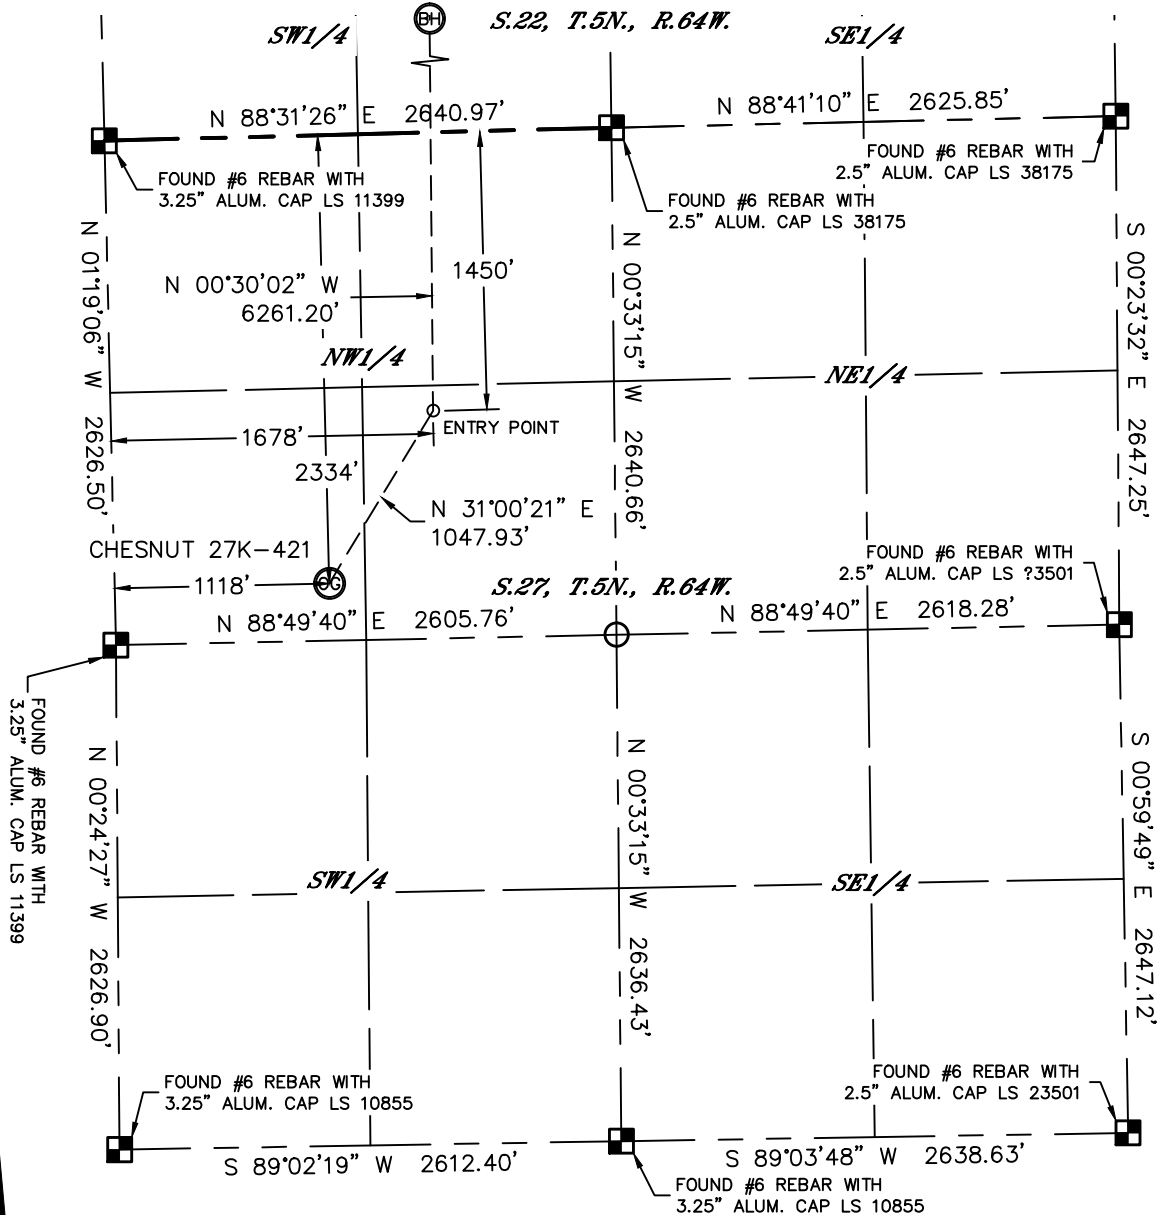 BH
S.22, T.5N., R.64W.
SW1/4
SE1/4
N 88°31'26" E 2640.97'
N 88°41'10" E 2625.85'
FOUND #6 REBAR WITH
3.25" ALUM. CAP LS 11399
FOUND #6 REBAR WITH
2.5" ALUM. CAP LS 38175
FOUND #6 REBAR WITH
2.5" ALUM. CAP LS 38175
N 01°19'06" W 2626.50'
N 00°33'15" W 2640.66'
S 00°23'32" E 2647.25'
1450'
N 00°30'02" W
6261.20'
NW1/4
NE1/4
ENTRY POINT
1678'
2334'
N 31°00'21" E
1047.93'
CHESNUT 27K-421
1118'
OG
S.27, T.5N., R.64W.
FOUND #6 REBAR WITH
2.5" ALUM. CAP LS ?3501
N 88°49'40" E 2605.76'
N 88°49'40" E 2618.28'
FOUND #6 REBAR WITH
3.25" ALUM. CAP LS 11399
N 00°24'27" W 2626.90'
N 00°33'15" W 2636.43'
S 00°59'49" E 2647.12'
SW1/4
SE1/4
FOUND #6 REBAR WITH
3.25" ALUM. CAP LS 10855
FOUND #6 REBAR WITH
2.5" ALUM. CAP LS 23501
S 89°02'19" W 2612.40'
S 89°03'48" W 2638.63'
FOUND #6 REBAR WITH
3.25" ALUM. CAP LS 10855